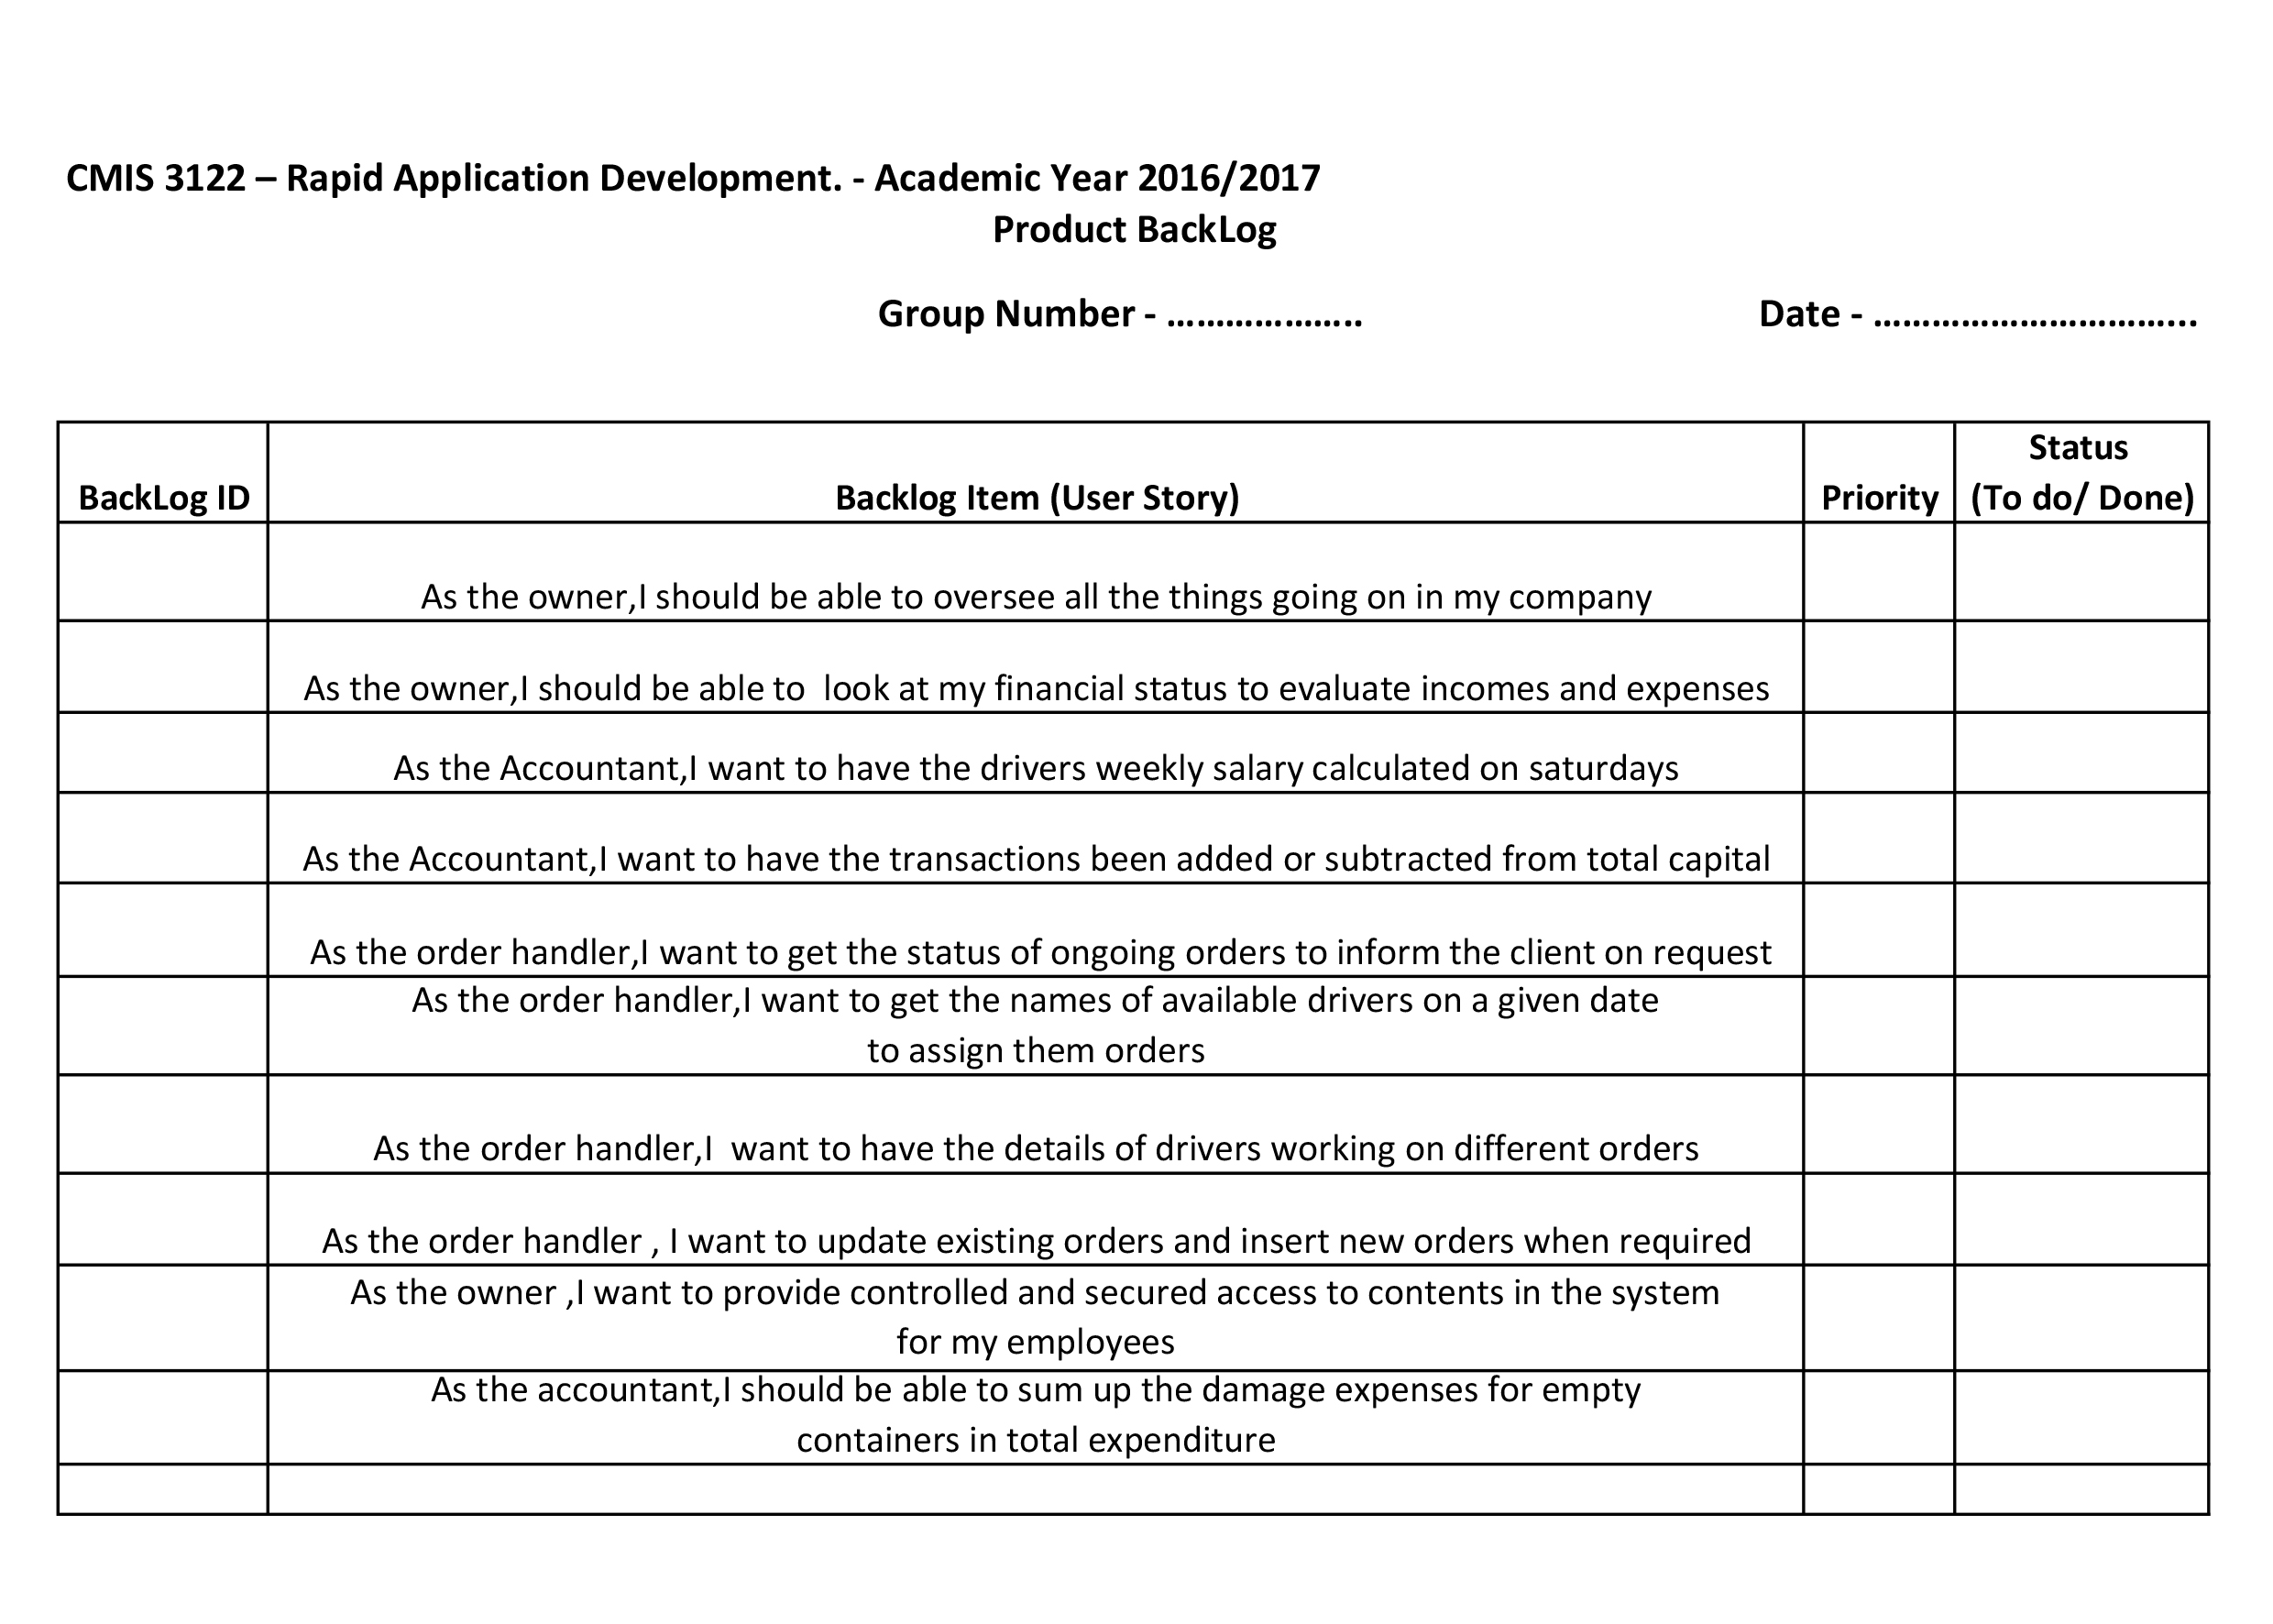 CMIS 3122 – Rapid Application Development. - Academic Year 2016/2017
Product BackLog
Group Number - ………………..
Date - …………………………...
BackLog ID
Backlog Item (User Story)
Priority
Status
(To do/ Done)
As the owner,I should be able to oversee all the things going on in my company
As the owner,I should be able to  look at my financial status to evaluate incomes and expenses
As the Accountant,I want to have the drivers weekly salary calculated on saturdays
As the Accountant,I want to have the transactions been added or subtracted from total capital
As the order handler,I want to get the status of ongoing orders to inform the client on request
As the order handler,I want to get the names of available drivers on a given date
to assign them orders
As the order handler,I  want to have the details of drivers working on different orders
As the order handler , I want to update existing orders and insert new orders when required
As the owner ,I want to provide controlled and secured access to contents in the system
for my employees
As the accountant,I should be able to sum up the damage expenses for empty
containers in total expenditure